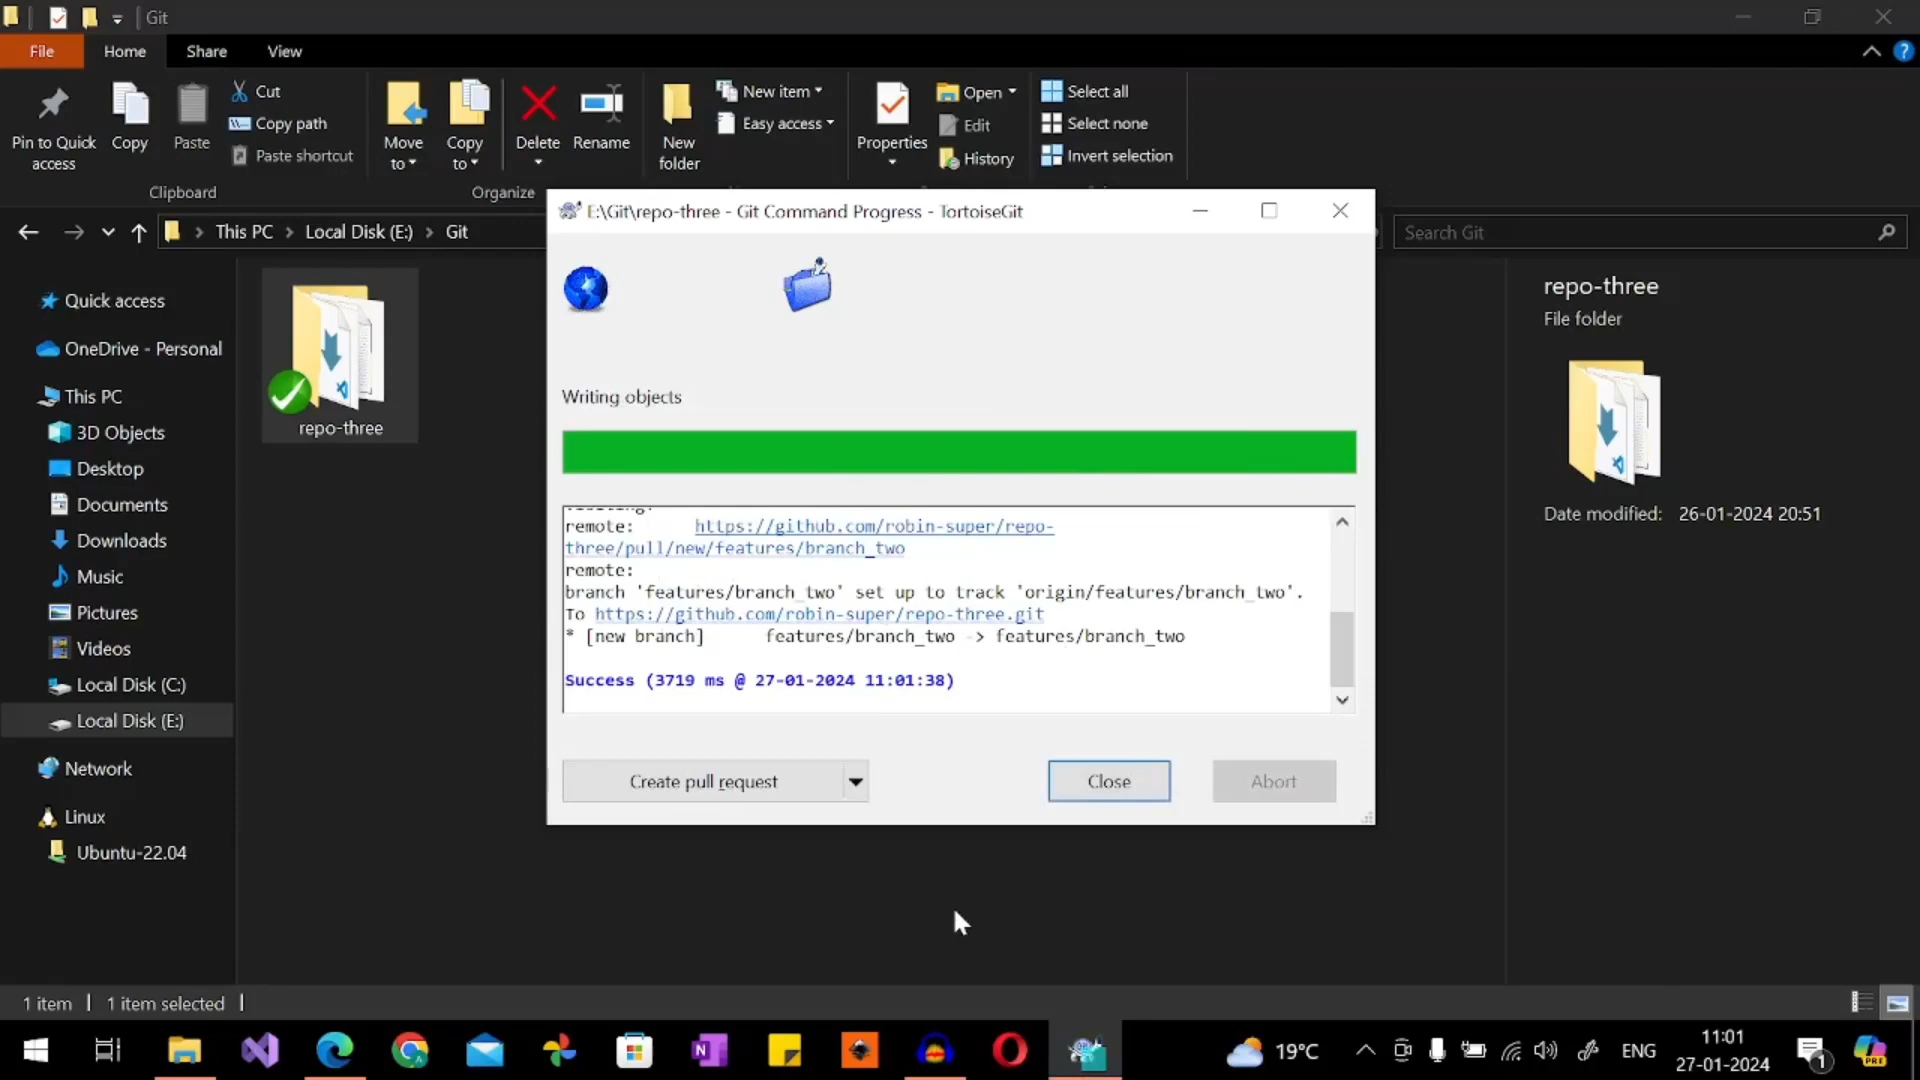 Git
File
Home
Share
View
Pin to Quick
access
Copy
Paste
Cut
Copy path
Paste shortcut
Clipboard
Move
to
Copy
to
Delete
Rename
Organize
New
folder
New item
Easy access
Properties
Open
Edit
History
Select all
Select none
Invert selection
This PC
Local Disk (E:)
Git
Search Git
Quick access
OneDrive - Personal
This PC
3D Objects
Desktop
Documents
Downloads
Music
Pictures
Videos
Local Disk (C:)
Local Disk (E:)
Network
Linux
Ubuntu-22.04
repo-three
E:\Git\repo-three - Git Command Progress - TortoiseGit
Writing objects
remote: https://github.com/robin-super/repo-
three/pull/new/features/branch_two
remote:
branch 'features/branch_two' set up to track 'origin/features/branch_two'.
To https://github.com/robin-super/repo-three.git
* [new branch] features/branch_two -> features/branch_two
Success (3719 ms @ 27-01-2024 11:01:38)
Create pull request
Close
Abort
repo-three
File folder
Date modified: 26-01-2024 20:51
1 item
1 item selected
19°C
ENG
11:01
27-01-2024
1
PRE